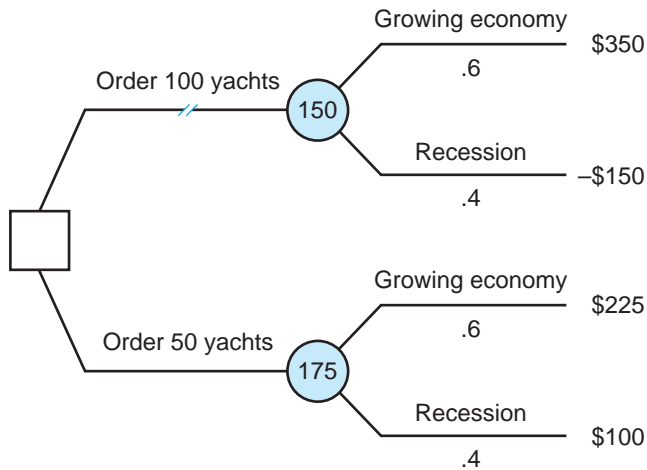 Growing economy
$350
.6
Order 100 yachts
150
Recession
–$150
.4
Growing economy
$225
.6
Order 50 yachts
175
Recession
$100
.4